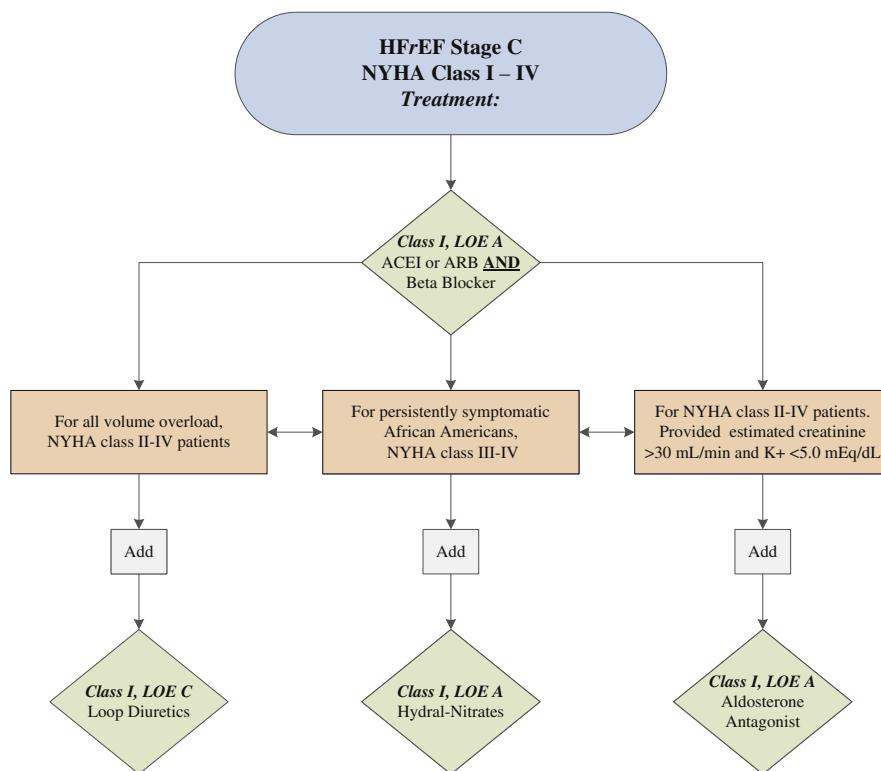 HFrEF Stage C
NYHA Class I – IV
Treatment:
Class I, LOE A
ACEI or ARB AND
Beta Blocker
For all volume overload,
NYHA class II-IV patients
For persistently symptomatic
African Americans,
NYHA class III-IV
For NYHA class II-IV patients.
Provided estimated creatinine
>30 mL/min and K+ <5.0 mEq/dL
Add
Add
Add
Class I, LOE C
Loop Diuretics
Class I, LOE A
Hydral-Nitrates
Class I, LOE A
Aldosterone
Antagonist